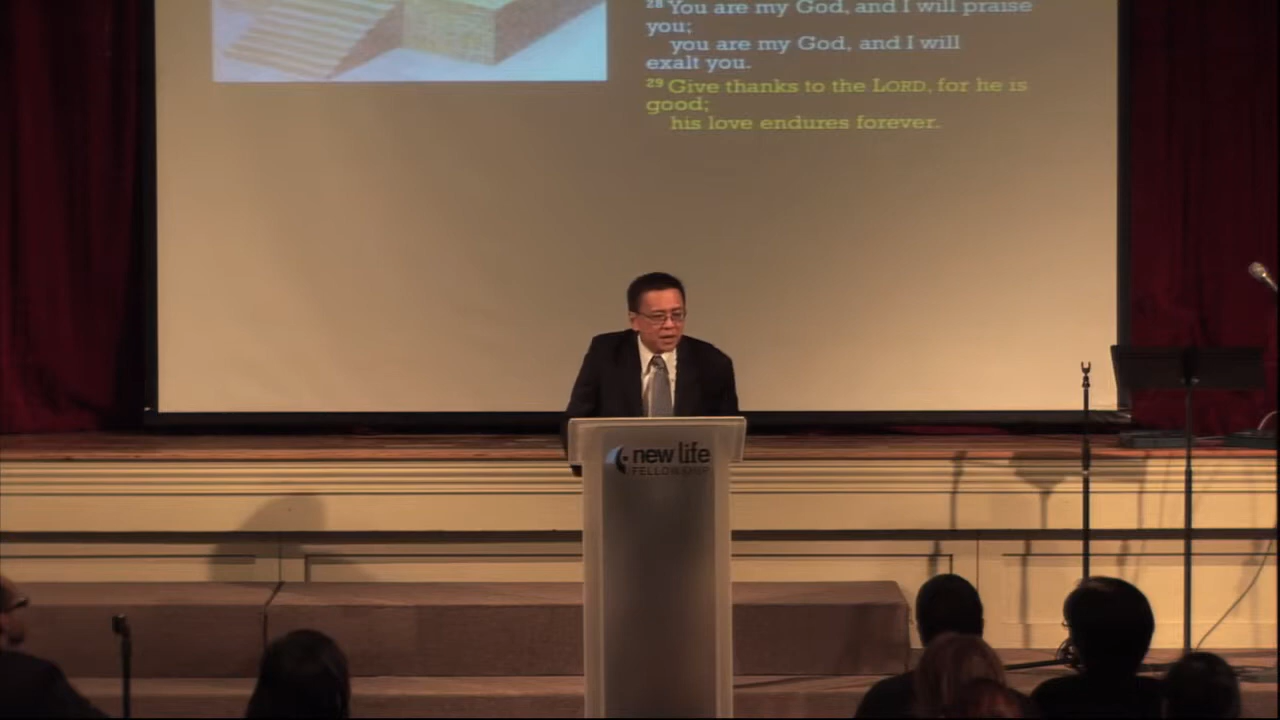 28 You are my God, and I will praise
you;
you are my God, and I will
exalt you.
29 Give thanks to the LORD, for he is
good;
his love endures forever.
new life
FELLOWSHIP